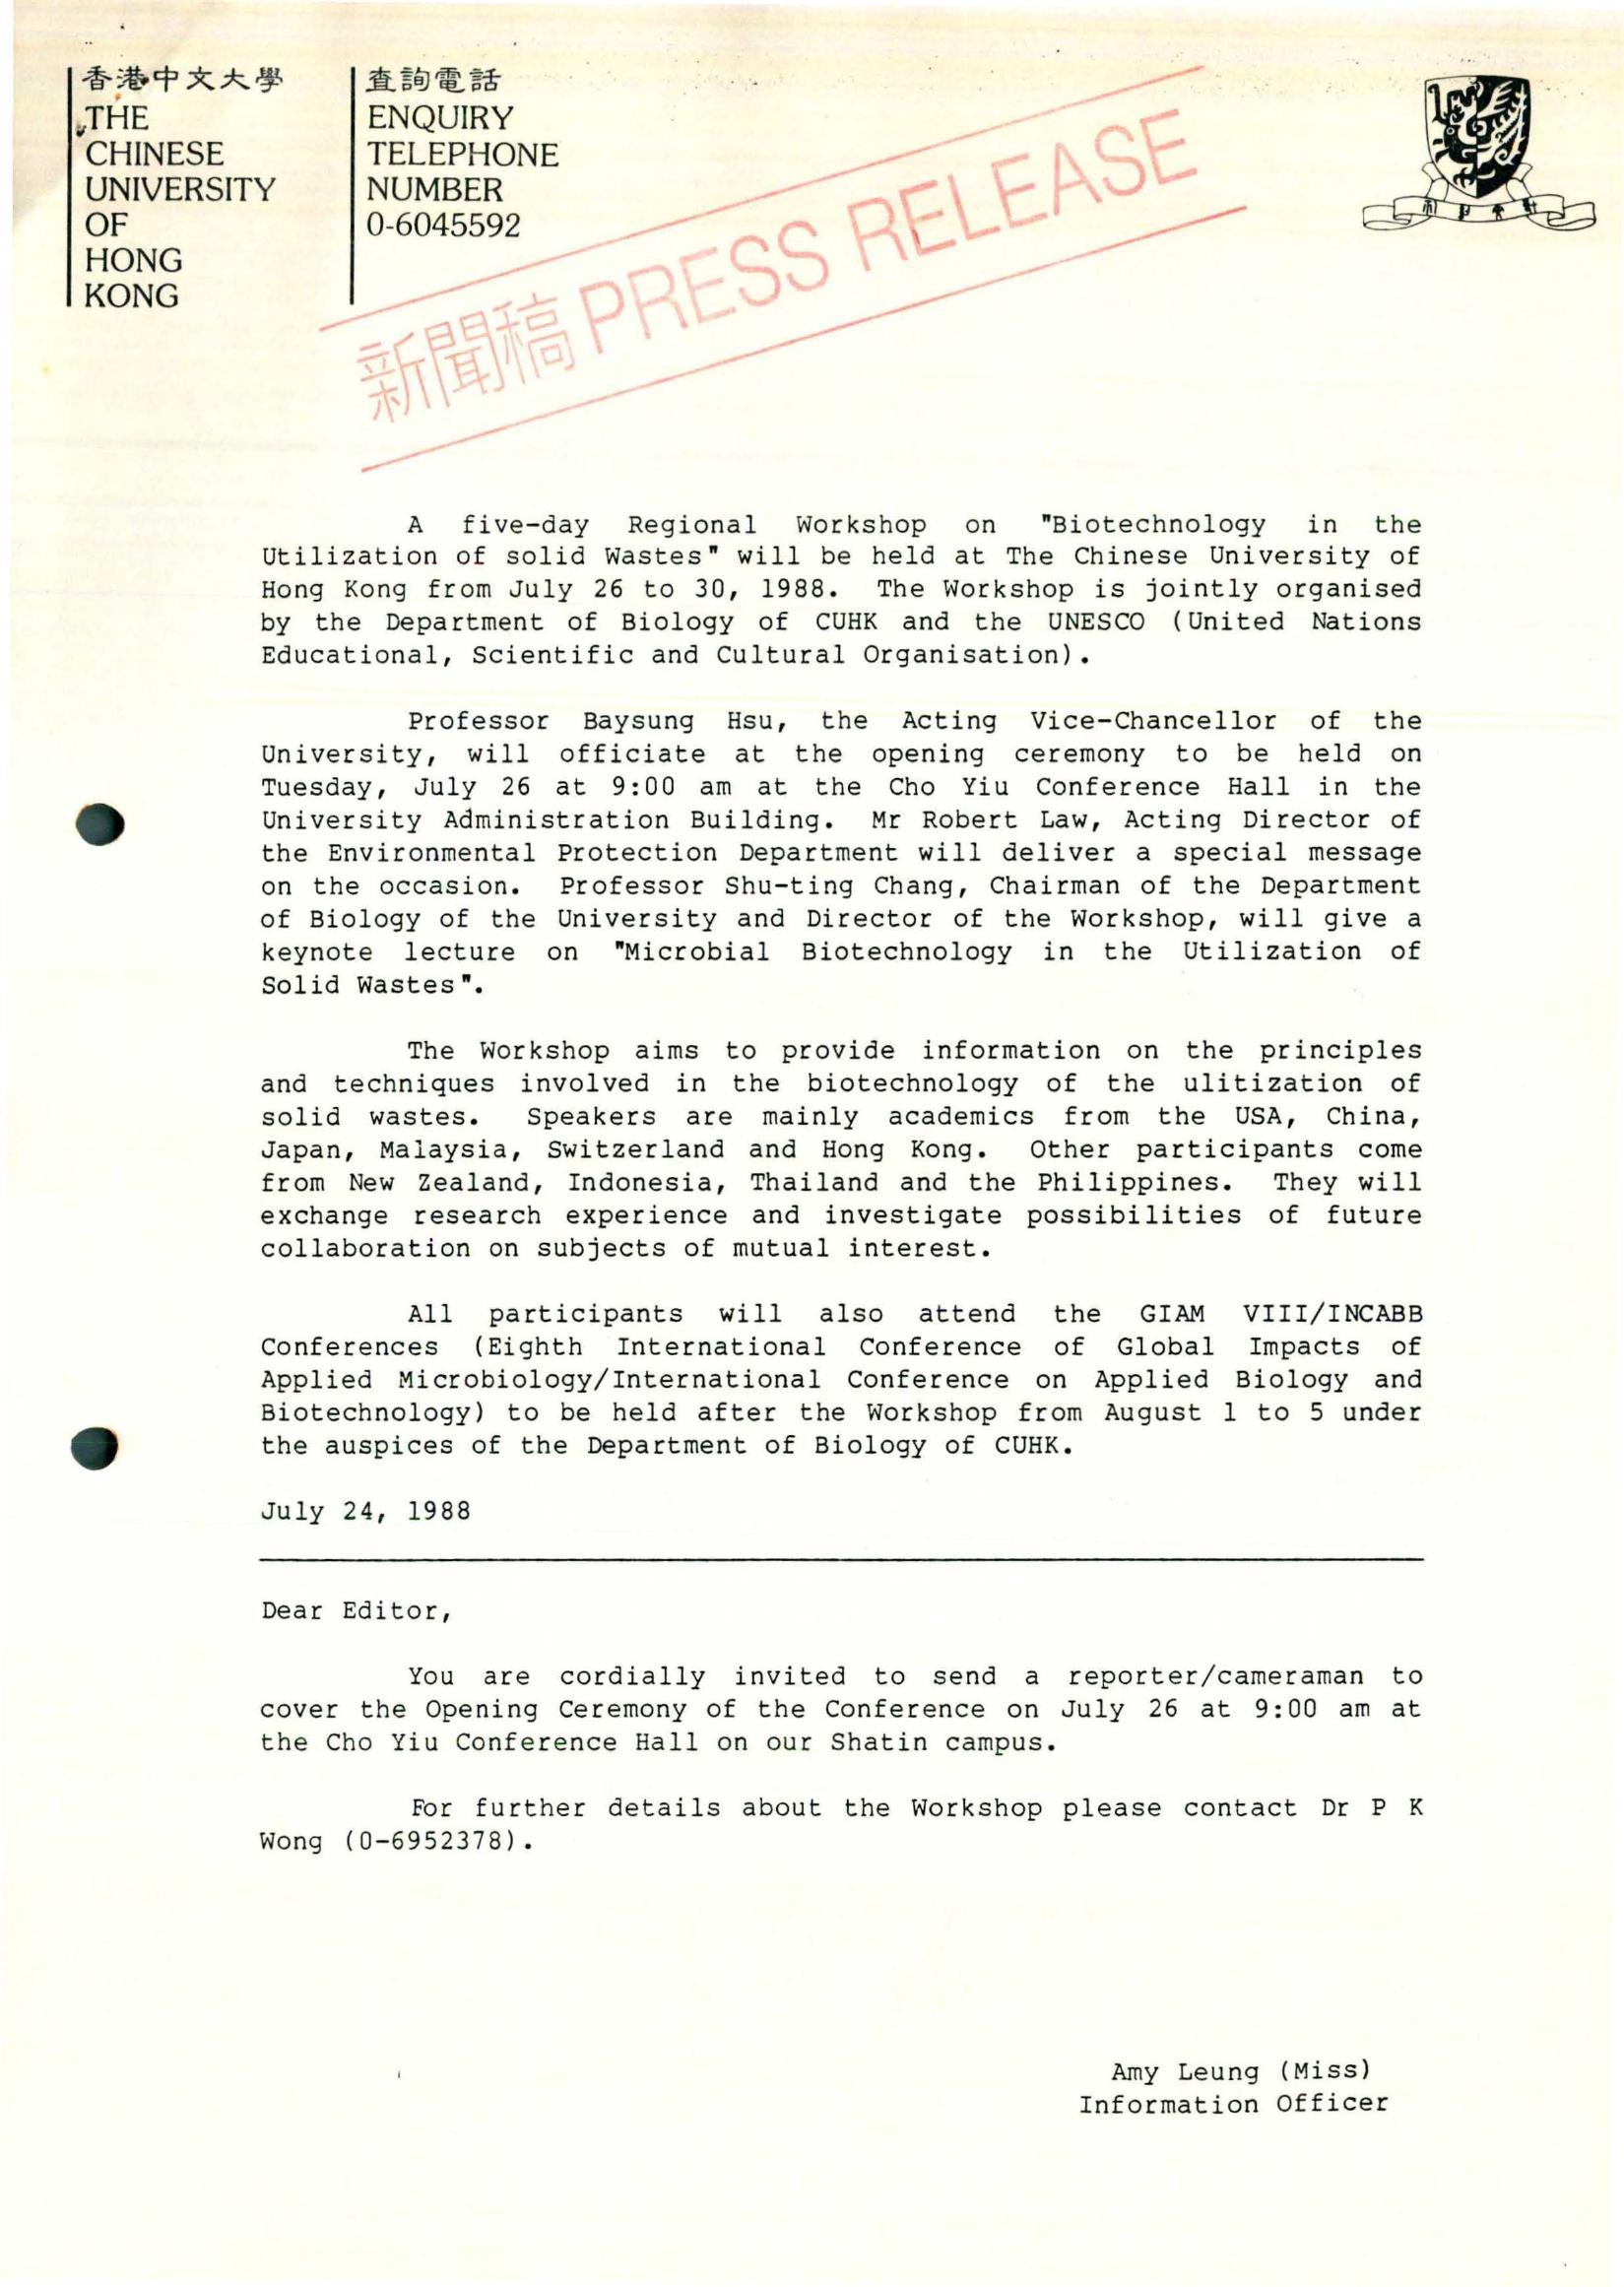 香港中文大學
THE
CHINESE
UNIVERSITY
OF
HONG
KONG
查詢電話
ENQUIRY
TELEPHONE
NUMBER
0-6045592
新聞稿 PRESS RELEASE
A five-day Regional Workshop on "Biotechnology in the
Utilization of solid Wastes" will be held at The Chinese University of
Hong Kong from July 26 to 30, 1988. The Workshop is jointly organised
by the Department of Biology of CUHK and the UNESCO (United Nations
Educational, Scientific and Cultural Organisation).
Professor Baysung Hsu, the Acting Vice-Chancellor of the
University, will officiate at the opening ceremony to be held on
Tuesday, July 26 at 9:00 am at the Cho Yiu Conference Hall in the
University Administration Building. Mr Robert Law, Acting Director of
the Environmental Protection Department will deliver a special message
on the occasion. Professor Shu-ting Chang, Chairman of the Department
of Biology of the University and Director of the Workshop, will give a
keynote lecture on "Microbial Biotechnology in the Utilization of
Solid Wastes".
The Workshop aims to provide information on the principles
and techniques involved in the biotechnology of the ulitization of
solid wastes. Speakers are mainly academics from the USA, China,
Japan, Malaysia, Switzerland and Hong Kong. Other participants come
from New Zealand, Indonesia, Thailand and the Philippines. They will
exchange research experience and investigate possibilities of future
collaboration on subjects of mutual interest.
All participants will also attend the GIAM VIII/INCABB
Conferences (Eighth International Conference of Global Impacts of
Applied Microbiology/International Conference on Applied Biology and
Biotechnology) to be held after the Workshop from August 1 to 5 under
the auspices of the Department of Biology of CUHK.
July 24, 1988
Dear Editor,
You are cordially invited to send a reporter/cameraman to
cover the Opening Ceremony of the Conference on July 26 at 9:00 am at
the Cho Yiu Conference Hall on our Shatin campus.
For further details about the Workshop please contact Dr P K
Wong (0-6952378).
Amy Leung (Miss)
Information Officer